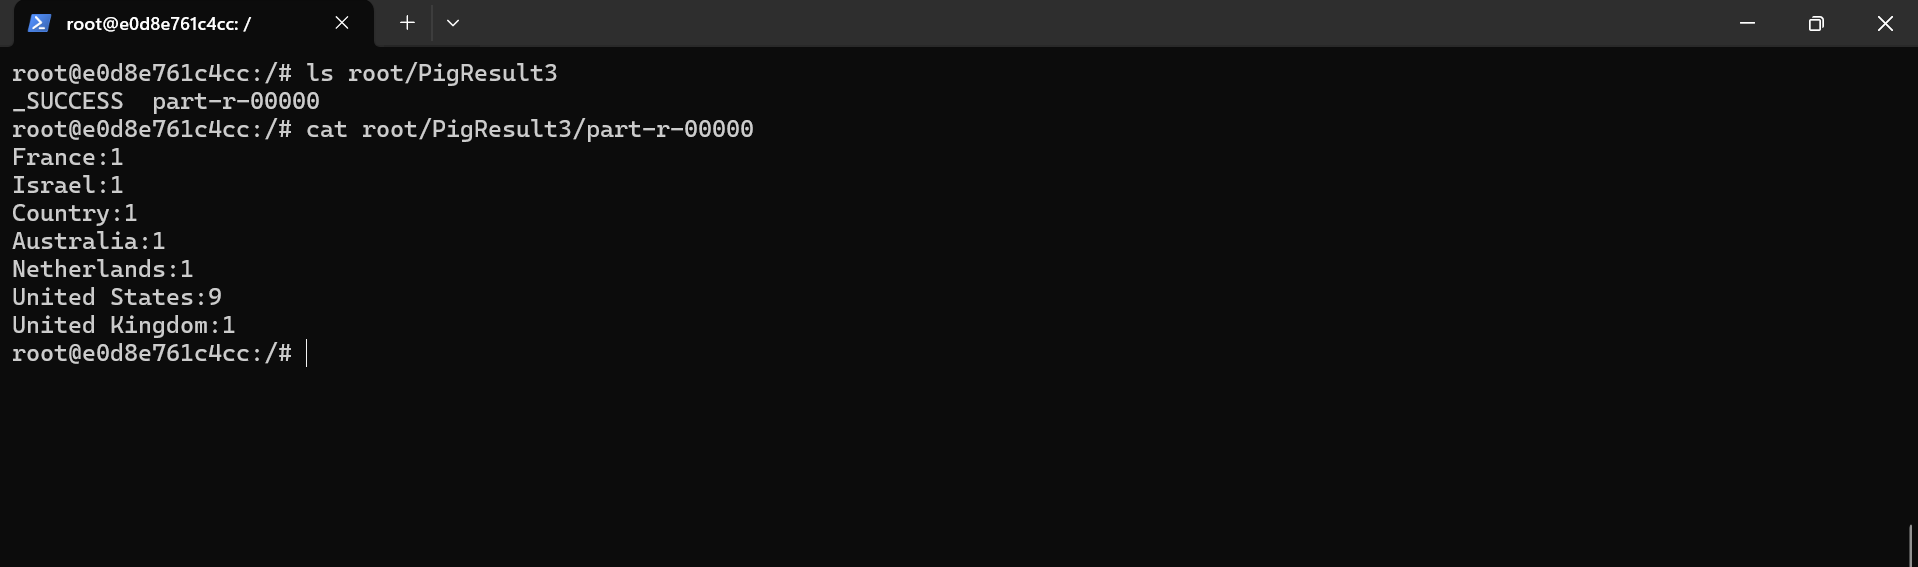 root@e0d8e761c4cc: /
root@e0d8e761c4cc:/# ls root/PigResult3
_SUCCESS  part-r-00000
root@e0d8e761c4cc:/# cat root/PigResult3/part-r-00000
France:1
Israel:1
Country:1
Australia:1
Netherlands:1
United States:9
United Kingdom:1
root@e0d8e761c4cc:/#